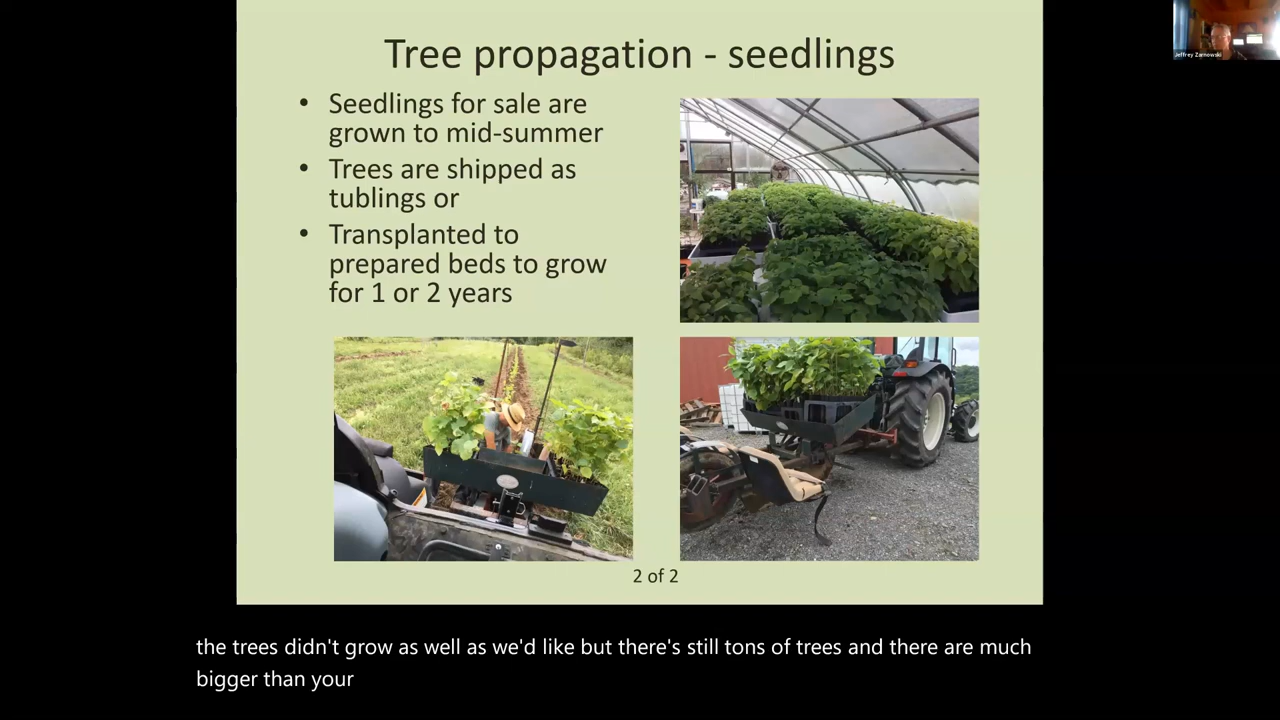 Tree propagation - seedlings
• Seedlings for sale are
grown to mid-summer
• Trees are shipped as
tublings or
• Transplanted to
prepared beds to grow
for 1 or 2 years
2 of 2
Jeffrey Zarnowski
the trees didn't grow as well as we'd like but there's still tons of trees and there are much
bigger than your